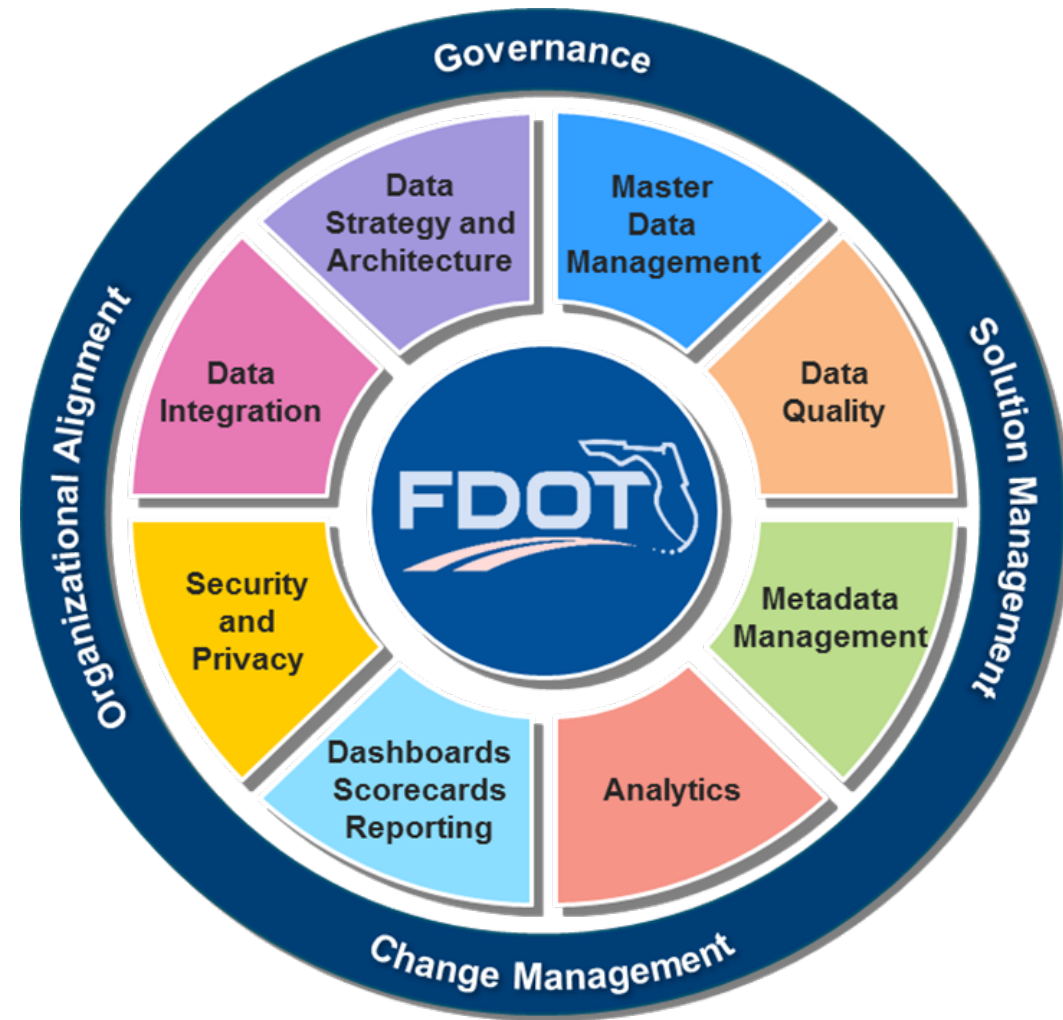 Governance
Data
Strategy and
Architecture
Master
Data
Management
Data
Integration
Data
Quality
Organizational Alignment
Solution Management
FDOT
Security
and
Privacy
Metadata
Management
Dashboards
Scorecards
Reporting
Analytics
Change Management